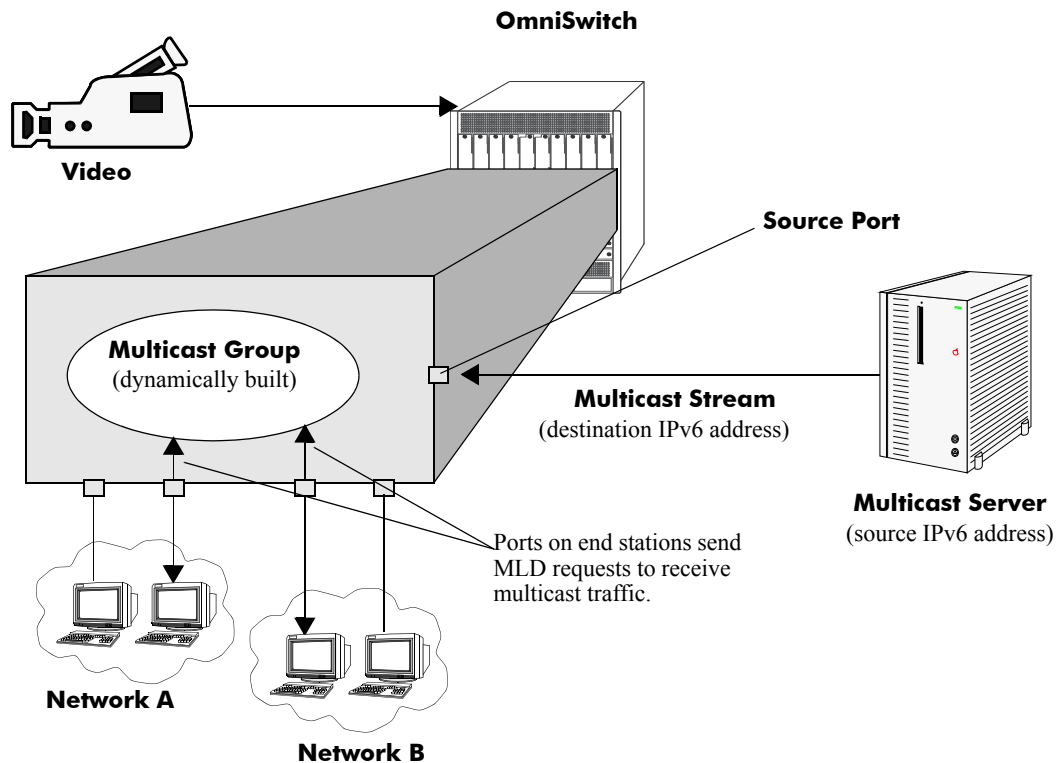 OmniSwitch
Video
Source Port
Multicast Group
(dynamically built)
Multicast Stream
(destination IPv6 address)
Multicast Server
(source IPv6 address)
Ports on end stations send
MLD requests to receive
multicast traffic.
Network A
Network B